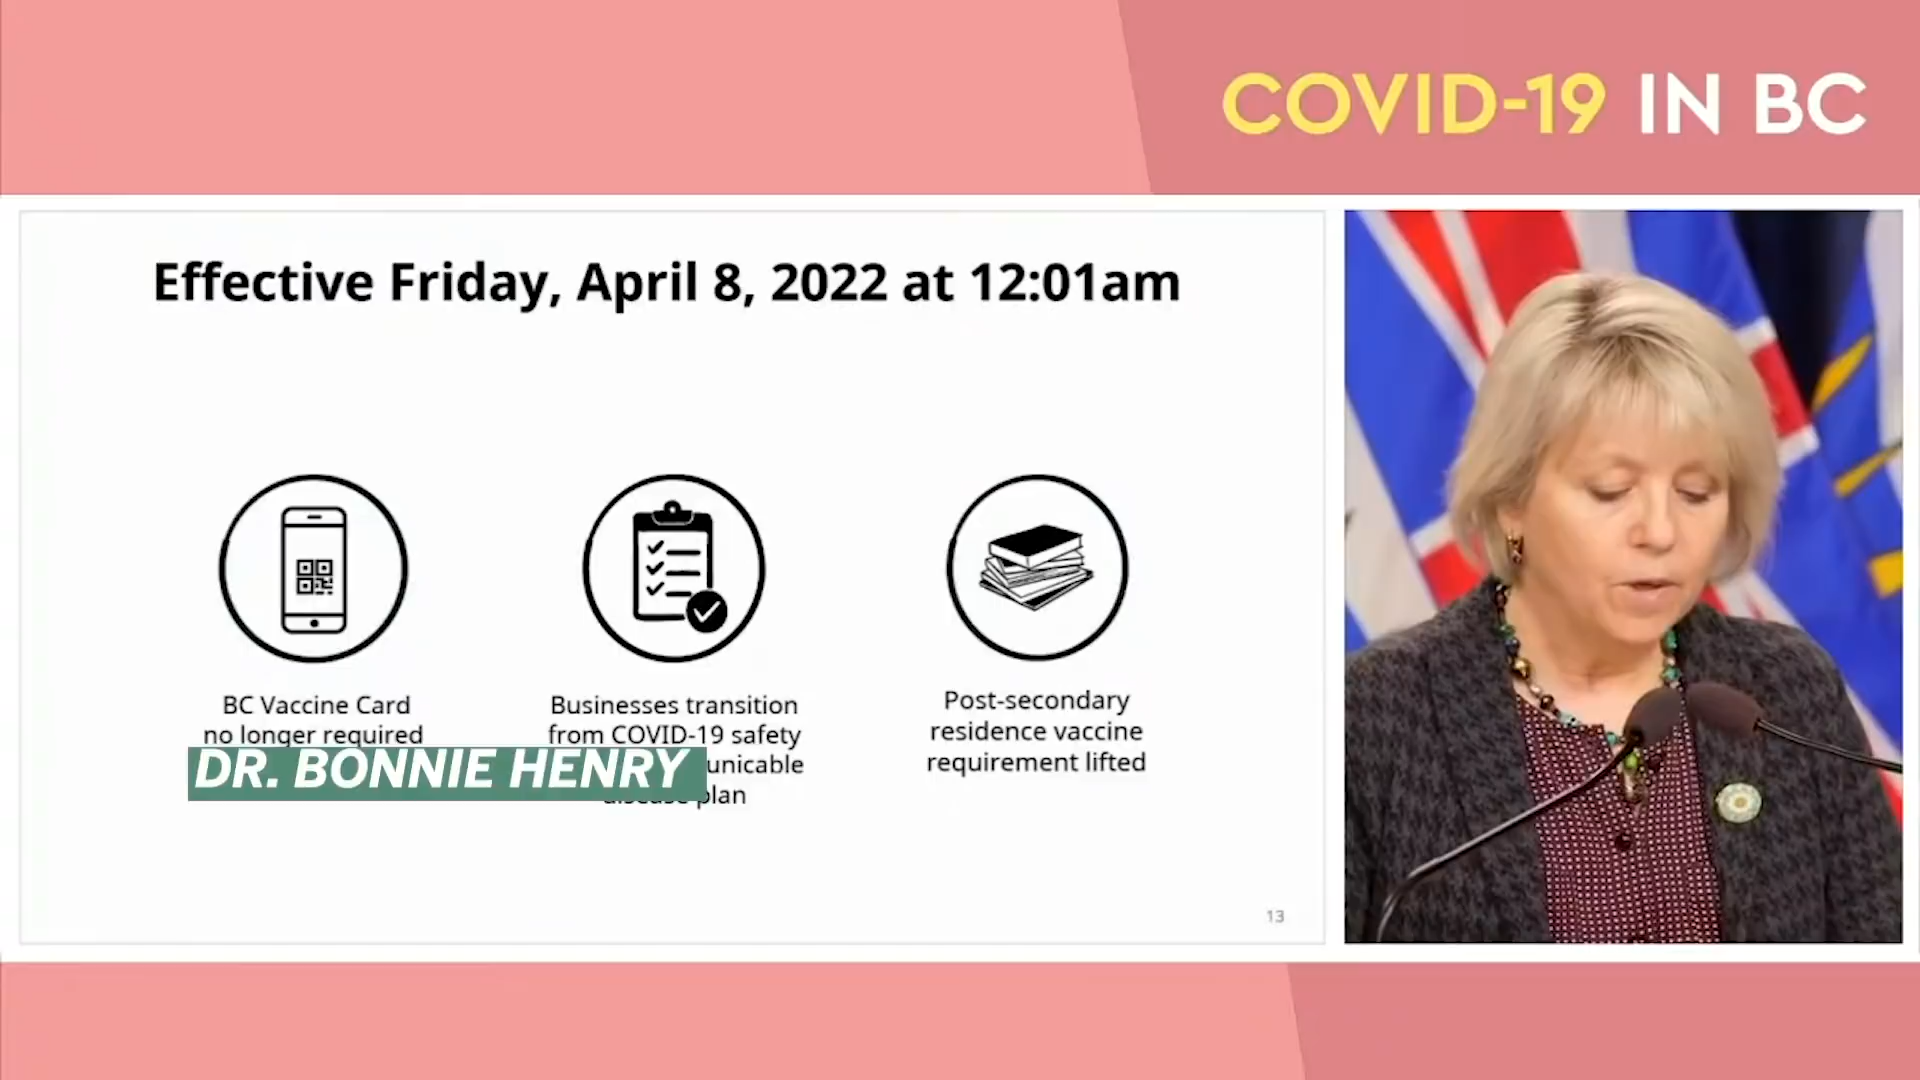 COVID-19 IN BC
Effective Friday, April 8, 2022 at 12:01am
BC Vaccine Card
no longer required
Businesses transition
from COVID-19 safety
plan
Post-secondary
residence vaccine
requirement lifted
DR. BONNIE HENRY
13